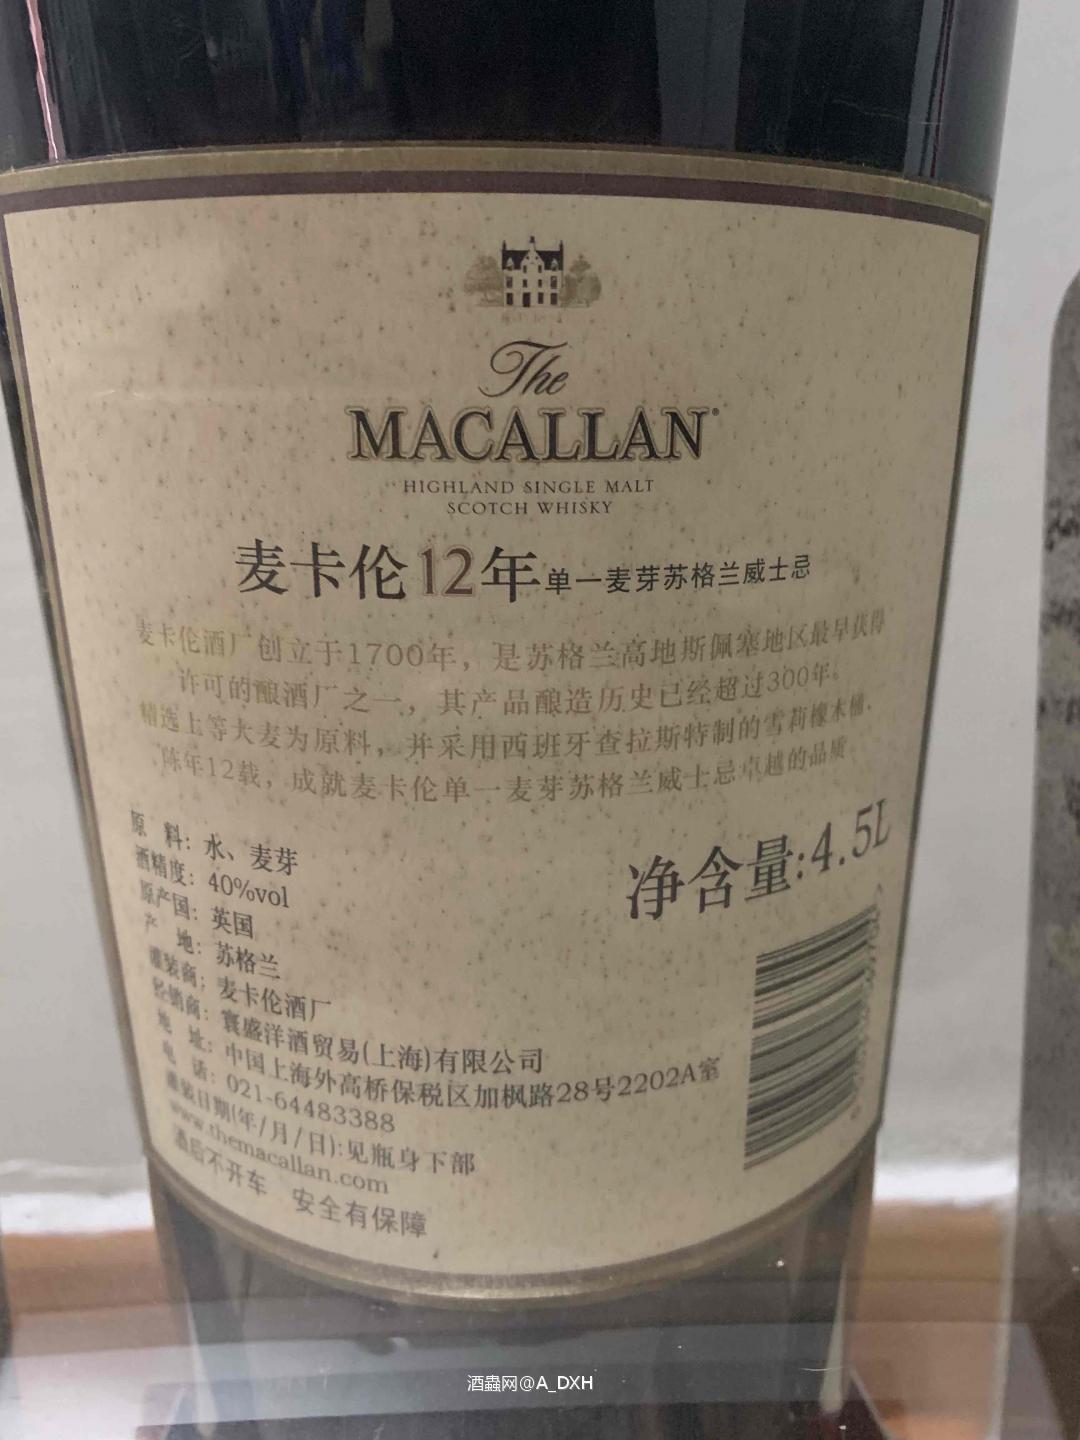 The
MACALLAN
HIGHLAND SINGLE MALT
SCOTCH WHISKY
麦卡伦12年单一麦芽苏格兰威士忌
麦卡伦酒厂创立于1700年，是苏格兰高地斯佩塞地区最早获得
许可的酿酒厂之一，其产品酿造历史已经超过300年。
精选上等大麦为原料，并采用西班牙查拉斯特制的雪莉橡木桶，
陈年12载，成就麦卡伦单一麦芽苏格兰威士忌卓越的品质
净含量:4.5L
原 料：水、麦芽
酒精度：40%vol
原产国：英国
产 地：苏格兰
灌装商：麦卡伦酒厂
经销商：寰盛洋酒贸易(上海)有限公司
地 址：中国上海外高桥保税区加枫路28号2202A室
电 话：021-64483388
灌装日期(年/月/日):见瓶身下部
www.themacallan.com
酒后不开车 安全有保障
酒蟲网@A_DXH